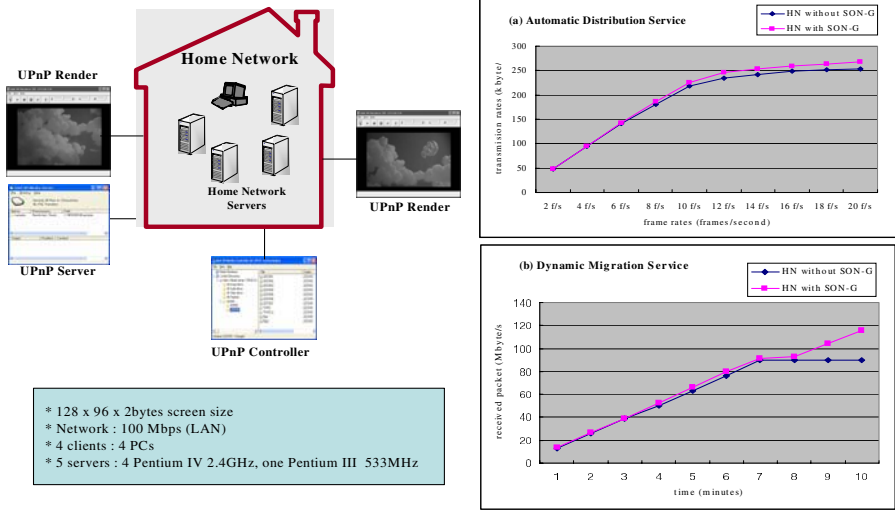 UPnP Render
Home Network
Home Network
Servers
UPnP Render
UPnP Server
UPnP Controller
* 128 x 96 x 2bytes screen size
* Network : 100 Mbps (LAN)
* 4 clients : 4 PCs
* 5 servers : 4 Pentium IV 2.4GHz, one Pentium III 533MHz
(a) Automatic Distribution Service
HN without SON-G
HN with SON-G
transmision rates (kbyte/
300
250
200
150
100
50
0
2 f/s 4 f/s 6 f/s 8 f/s 10 f/s 12 f/s 14 f/s 16 f/s 18 f/s 20 f/s
frame rates (frames/second)
(b) Dynamic Migration Service
HN without SON-G
HN with SON-G
received packet (Mbyte/s
140
120
100
80
60
40
20
0
1 2 3 4 5 6 7 8 9 10
time (minutes)